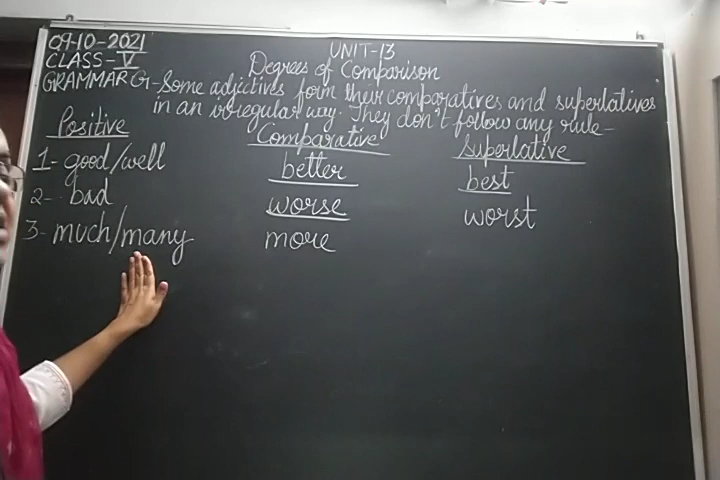 09-10-2021
UNIT-13
CLASS-V
Degrees of Comparison
GRAMMAR G-Some adjectives form their comparatives and superlatives
in an irregular way. They don't follow any rule-
Positive Comparative Superlative
1- good/well better best
2- bad worse worst
3- much/many more